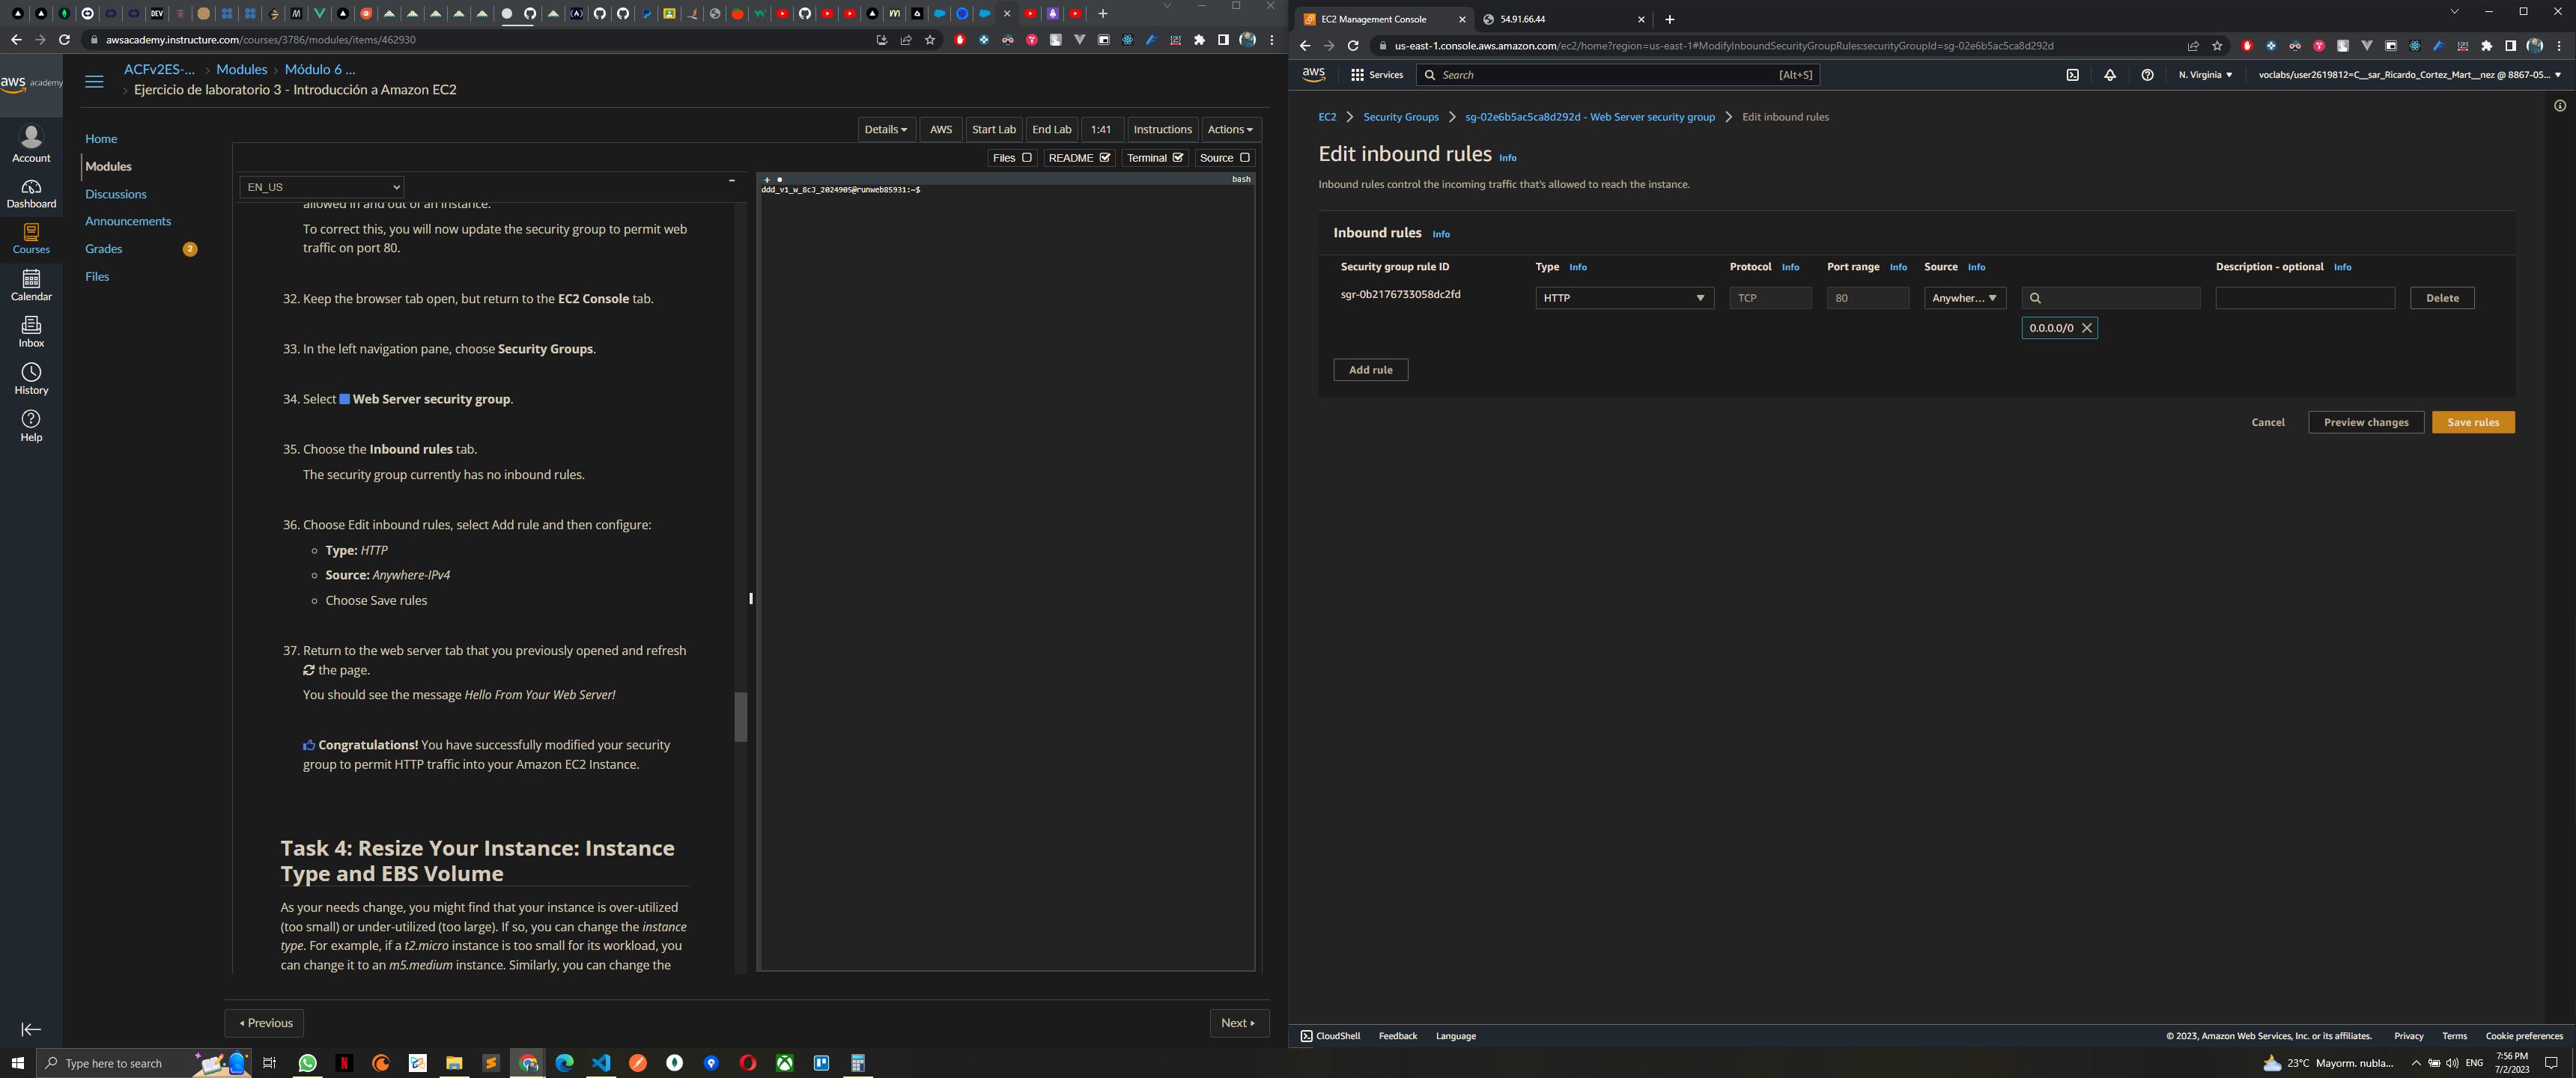 awsacademy.instructure.com/courses/3786/modules/items/462930
aws academy
Account
Dashboard
Courses
Calendar
Inbox
History
Help
ACFv2ES-... > Modules > Módulo 6 ...
> Ejercicio de laboratorio 3 - Introducción a Amazon EC2
Home
Modules
Discussions
Announcements
Grades 2
Files
Details AWS Start Lab End Lab 1:41 Instructions Actions
Files README Terminal Source
EN_US
allowed in and out of an instance.
To correct this, you will now update the security group to permit web
traffic on port 80.
32. Keep the browser tab open, but return to the EC2 Console tab.
33. In the left navigation pane, choose Security Groups.
34. Select Web Server security group.
35. Choose the Inbound rules tab.
The security group currently has no inbound rules.
36. Choose Edit inbound rules, select Add rule and then configure:
Type: HTTP
Source: Anywhere-IPv4
Choose Save rules
37. Return to the web server tab that you previously opened and refresh
the page.
You should see the message Hello From Your Web Server!
Congratulations! You have successfully modified your security
group to permit HTTP traffic into your Amazon EC2 Instance.
Task 4: Resize Your Instance: Instance
Type and EBS Volume
As your needs change, you might find that your instance is over-utilized
(too small) or under-utilized (too large). If so, you can change the instance
type. For example, if a t2.micro instance is too small for its workload, you
can change it to an m5.medium instance. Similarly, you can change the
bash
ddd_v1_w_8cJ_2024905@runweb85931:~$
Previous
Next
EC2 Management Console
54.91.66.44
us-east-1.console.aws.amazon.com/ec2/home?region=us-east-1#ModifyInboundSecurityGroupRules:securityGroupId=sg-02e6b5ac5ca8d292d
aws Services Search [Alt+S] N. Virginia voclabs/user2619812=C__sar_Ricardo_Cortez_Mart__nez @ 8867-05...
EC2 > Security Groups > sg-02e6b5ac5ca8d292d - Web Server security group > Edit inbound rules
Edit inbound rules Info
Inbound rules control the incoming traffic that's allowed to reach the instance.
Inbound rules Info
Security group rule ID Type Info Protocol Info Port range Info Source Info Description - optional Info
sgr-0b2176733058dc2fd HTTP TCP 80 Anywher... Delete
0.0.0.0/0
Add rule
Cancel Preview changes Save rules
CloudShell Feedback Language © 2023, Amazon Web Services, Inc. or its affiliates. Privacy Terms Cookie preferences
Type here to search
23°C Mayorm. nubla... ENG
7:56 PM
7/2/2023